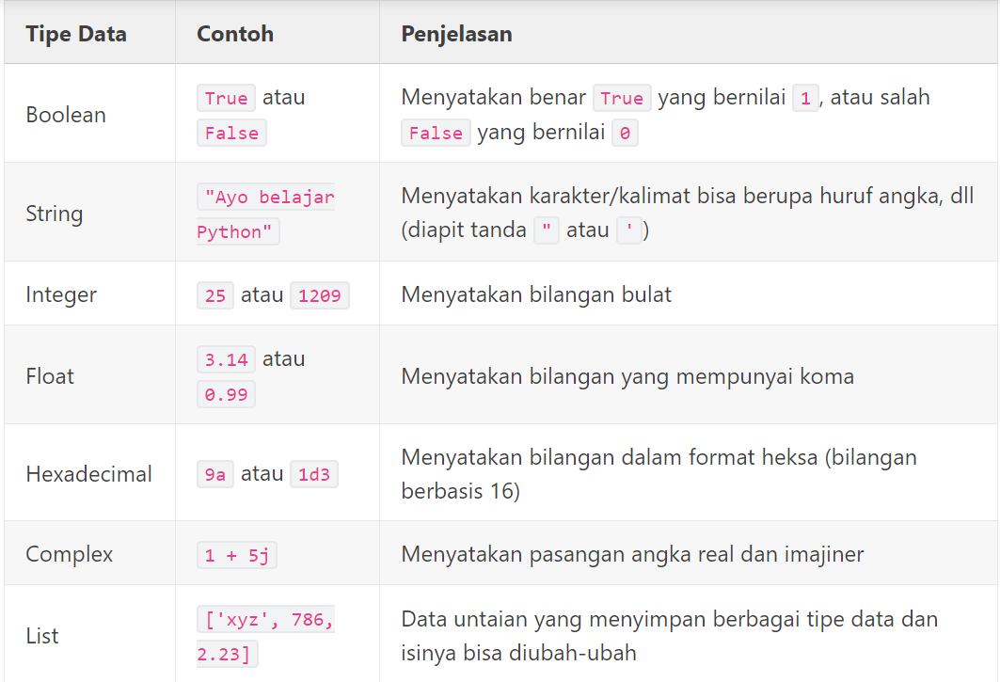 Tipe Data Contoh Penjelasan
Boolean
True atau
False
Menyatakan benar True yang bernilai 1, atau salah
False yang bernilai 0
String
"Ayo belajar
Python"
Menyatakan karakter/kalimat bisa berupa huruf angka, dll
(diapit tanda " atau ')
Integer
25 atau 1209
Menyatakan bilangan bulat
Float
3.14 atau
0.99
Menyatakan bilangan yang mempunyai koma
Hexadecimal
9a atau 1d3
Menyatakan bilangan dalam format heksa (bilangan
berbasis 16)
Complex
1 + 5j
Menyatakan pasangan angka real dan imajiner
List
['xyz', 786,
2.23]
Data untaian yang menyimpan berbagai tipe data dan
isinya bisa diubah-ubah